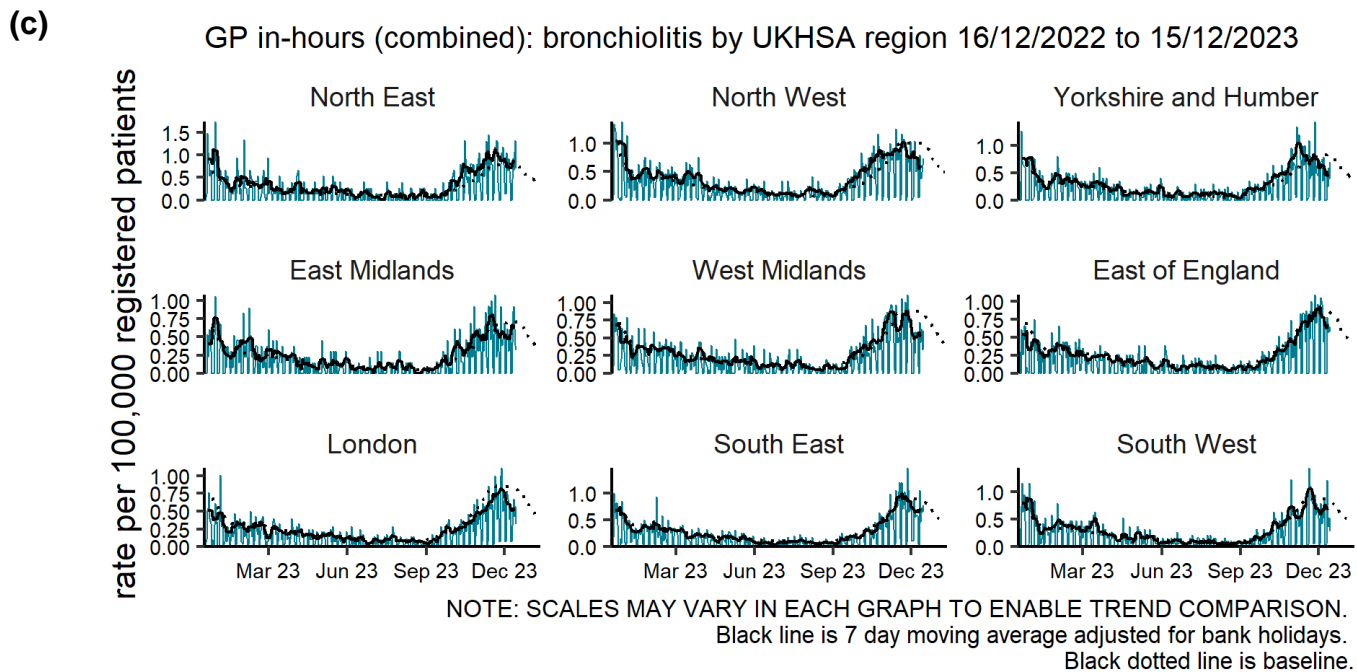 (c)
GP in-hours (combined): bronchiolitis by UKHSA region 16/12/2022 to 15/12/2023
rate per 100,000 registered patients
North East
North West
Yorkshire and Humber
1.5
1.0
0.5
0.0
1.0
0.5
0.0
1.0
0.5
0.0
East Midlands
West Midlands
East of England
1.00
0.75
0.50
0.25
0.00
1.00
0.75
0.50
0.25
0.00
1.00
0.75
0.50
0.25
0.00
London
South East
South West
1.00
0.75
0.50
0.25
0.00
1.0
0.5
0.0
1.0
0.5
0.0
Mar 23 Jun 23 Sep 23 Dec 23
Mar 23 Jun 23 Sep 23 Dec 23
Mar 23 Jun 23 Sep 23 Dec 23
NOTE: SCALES MAY VARY IN EACH GRAPH TO ENABLE TREND COMPARISON.
Black line is 7 day moving average adjusted for bank holidays.
Black dotted line is baseline.